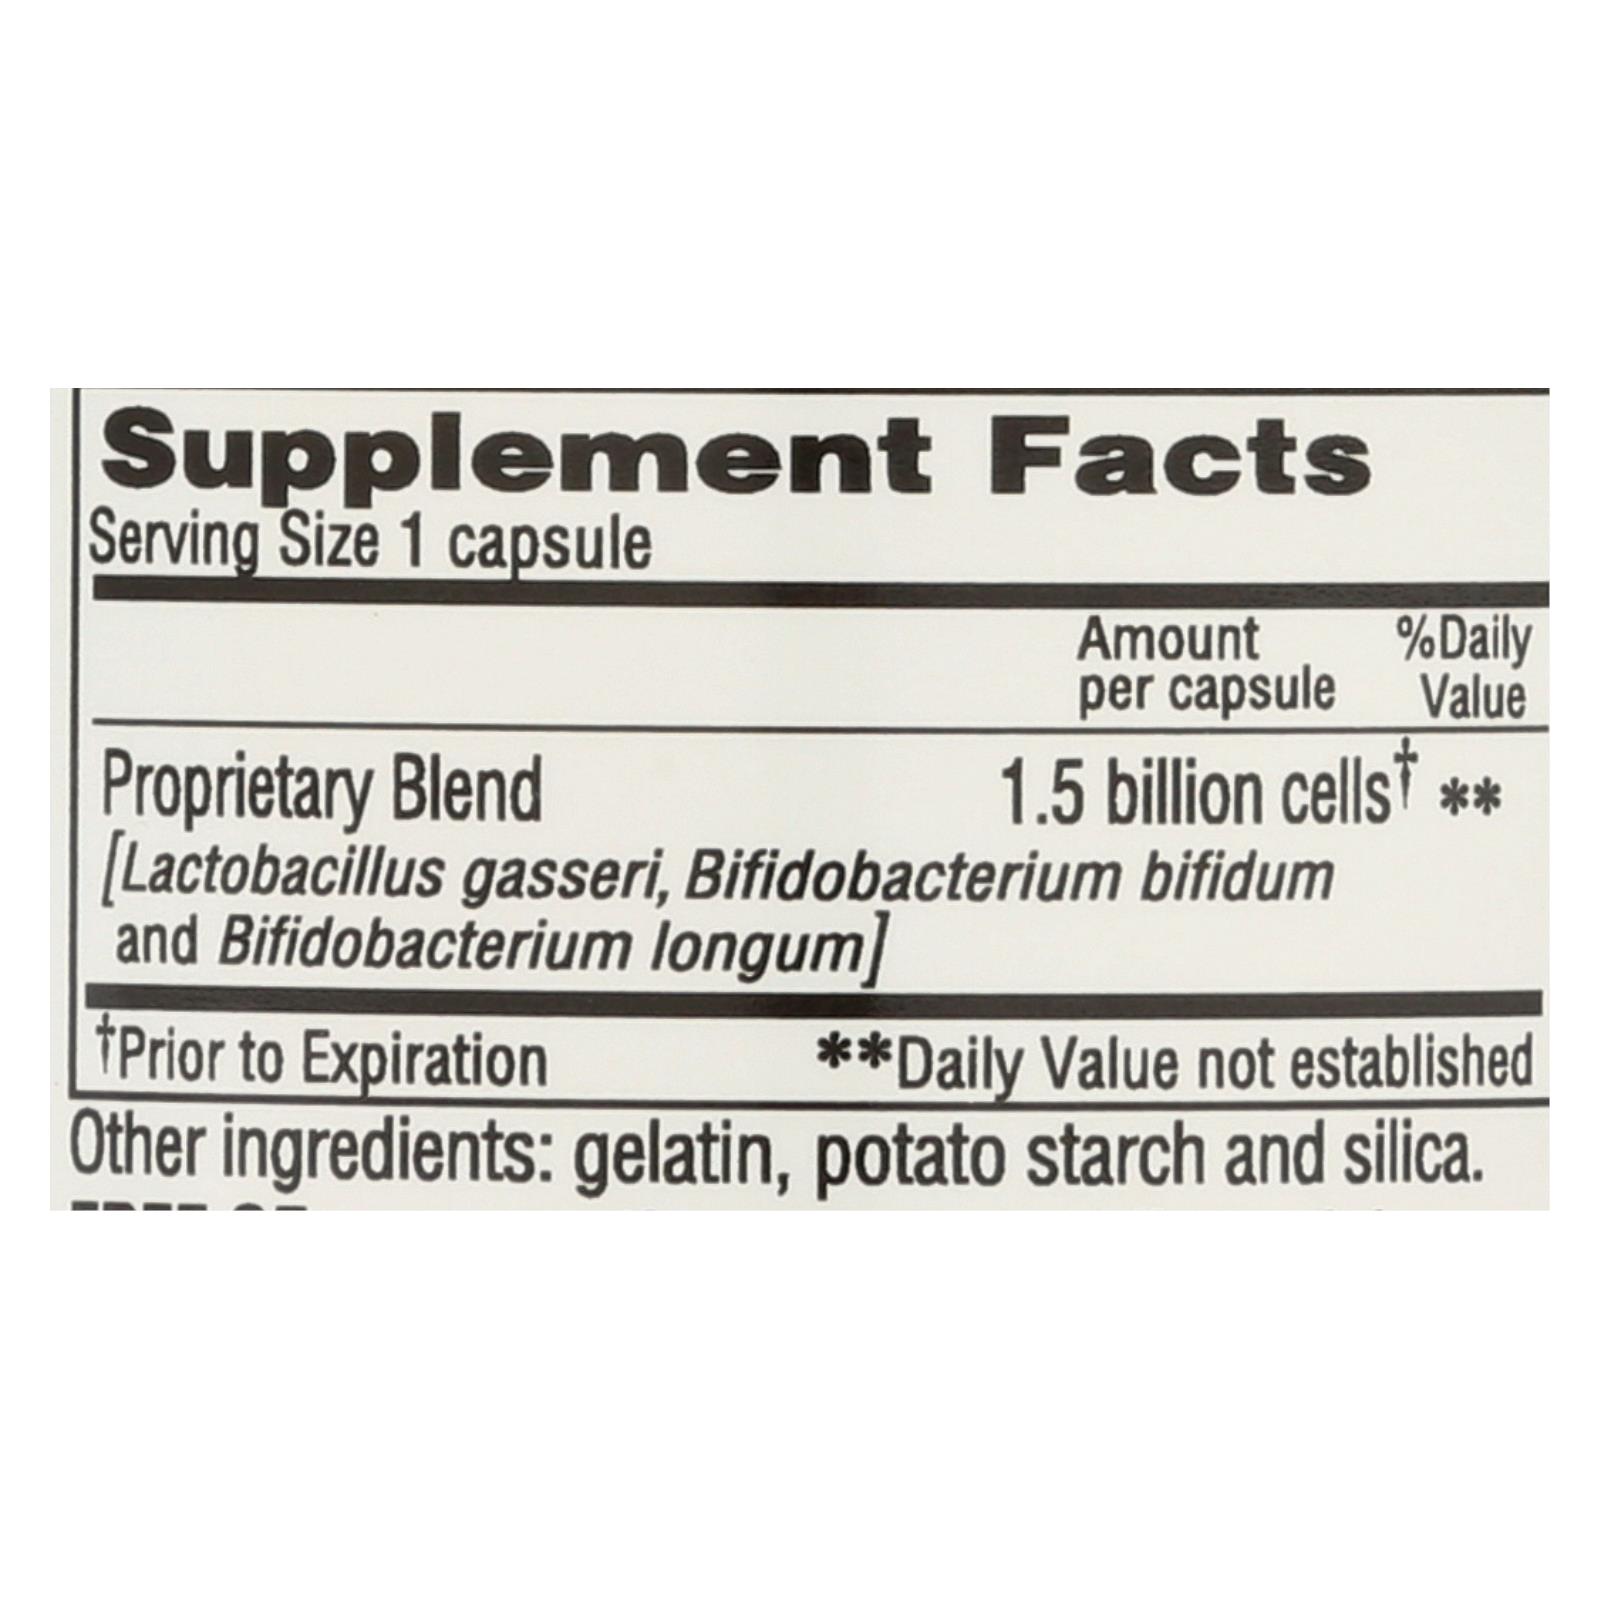 Supplement Facts
Serving Size 1 capsule
Amount %Daily
per capsule Value
Proprietary Blend 1.5 billion cells† **
[Lactobacillus gasseri, Bifidobacterium bifidum
and Bifidobacterium longum]
†Prior to Expiration **Daily Value not established
Other ingredients: gelatin, potato starch and silica.